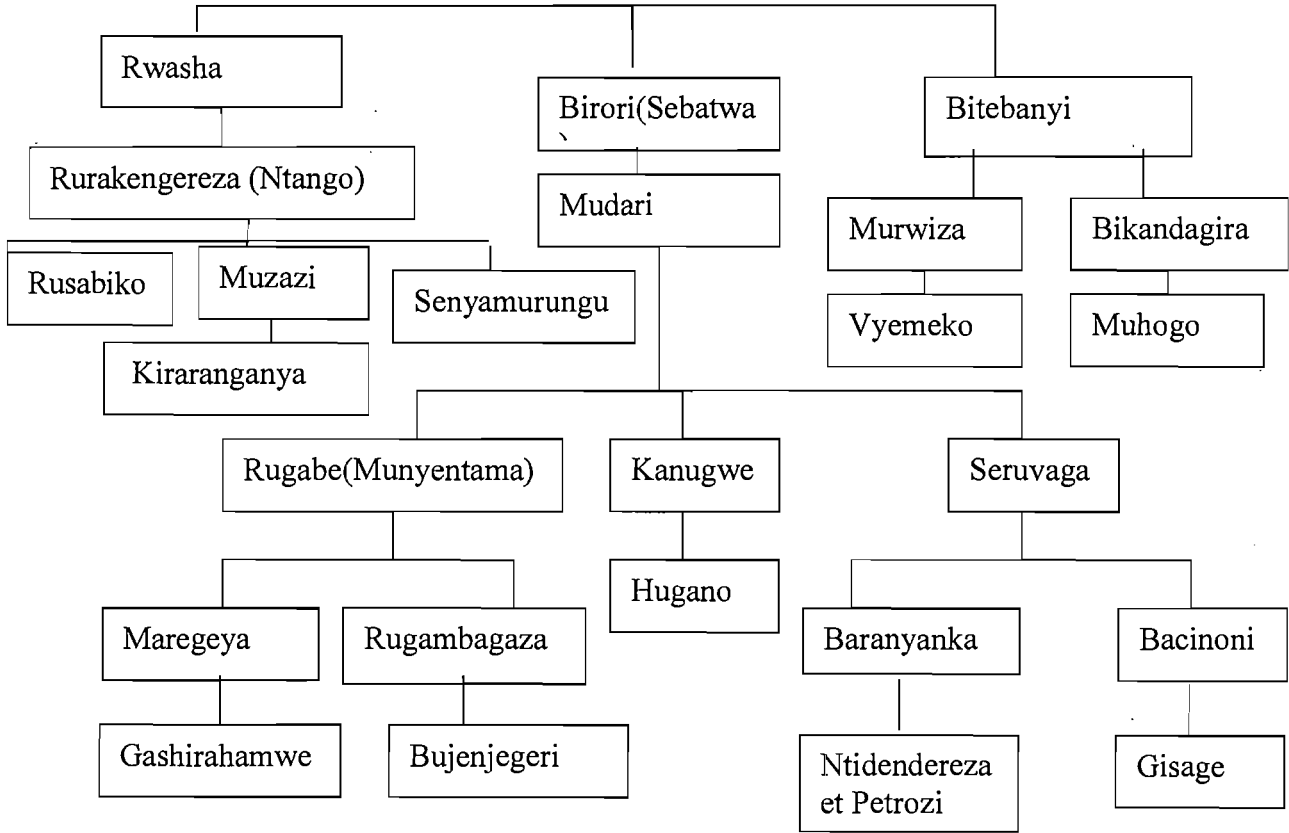 Rwasha
Birori(Sebatwa
Bitebanyi
Rurakengereza (Ntango)
Mudari
Murwiza
Bikandagira
Rusabiko
Muzazi
Senyamurungu
Vyemeko
Muhogo
Kiraranganya
Rugabe(Munyentama)
Kanugwe
Seruvaga
Hugano
Maregeya
Rugambagaza
Baranyanka
Bacinoni
Gashirahamwe
Bujenjegeri
Ntidendereza
et Petrozi
Gisage